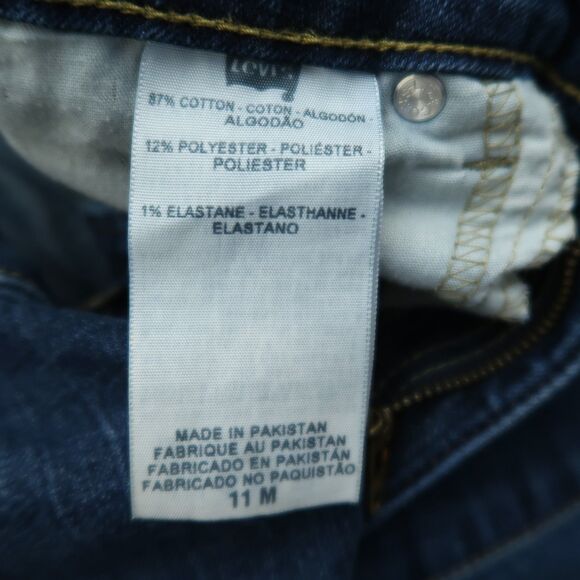 Levi's
87% COTTON - COTON - ALGODÓN -
ALGODÃO
12% POLYESTER - POLIÉSTER -
POLIESTER
1% ELASTANE - ELASTHANNE -
ELASTANO
MADE IN PAKISTAN
FABRIQUE AU PAKISTAN
FABRICADO EN PAKISTÁN
FABRICADO NO PAQUISTÃO
11 M